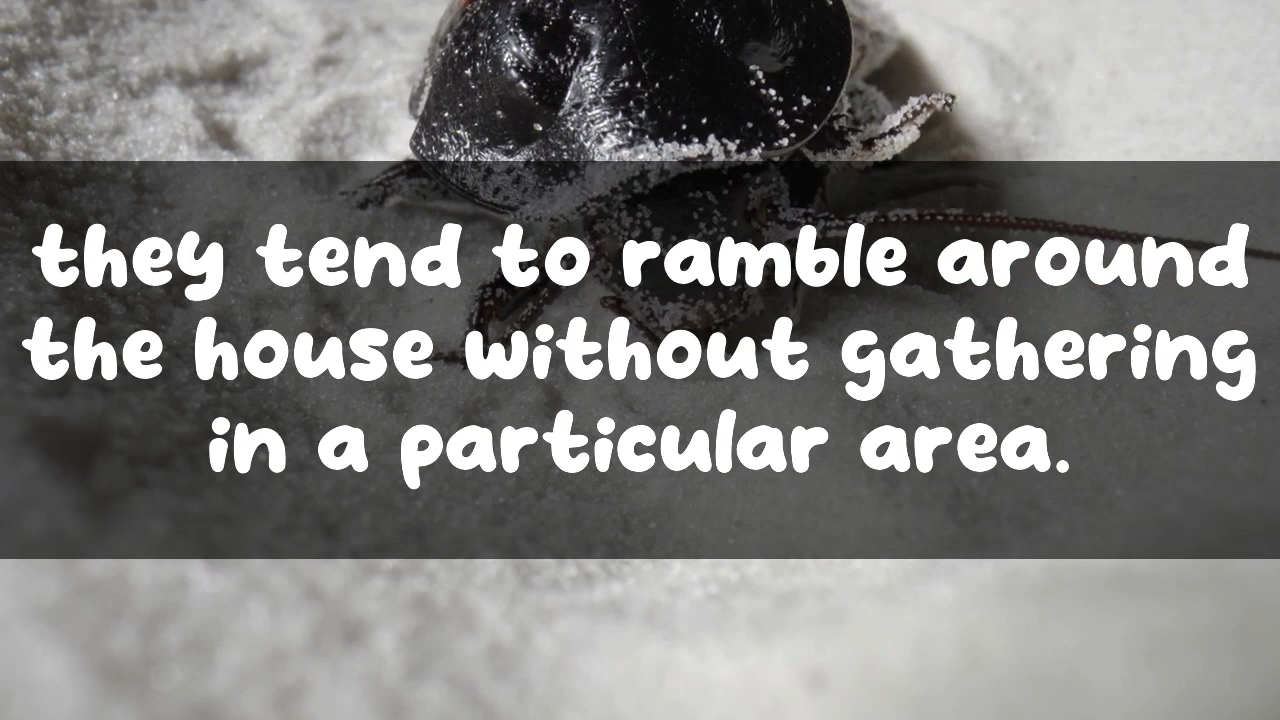 they tend to ramble around
the house without gathering
in a particular area.